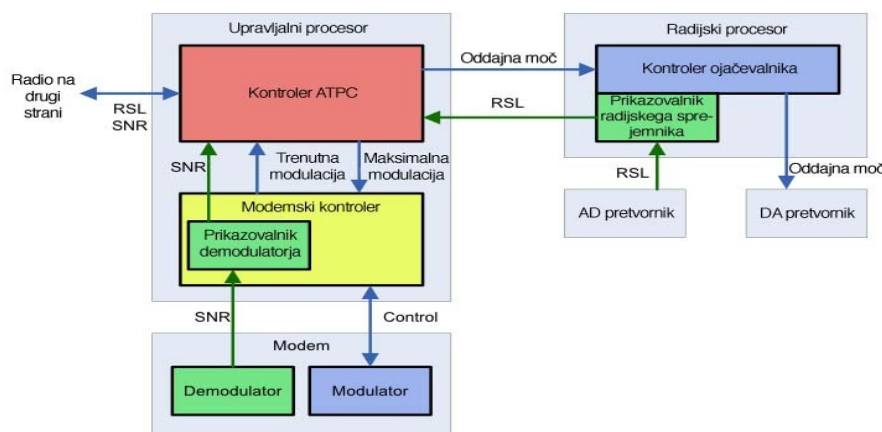 Upravljalni procesor
Radijski procesor
Radio na
drugi
strani
RSL
SNR
Kontroler ATPC
Oddajna moč
RSL
Kontroler ojačevalnika
Prikazovalnik
radijskega spre-
jemnika
SNR
Trenutna
modulacija
Maksimalna
modulacija
RSL
Oddajna moč
Modemski kontroler
Prikazovalnik
demodulatorja
AD pretvornik
DA pretvornik
SNR
Control
Modem
Demodulator
Modulator